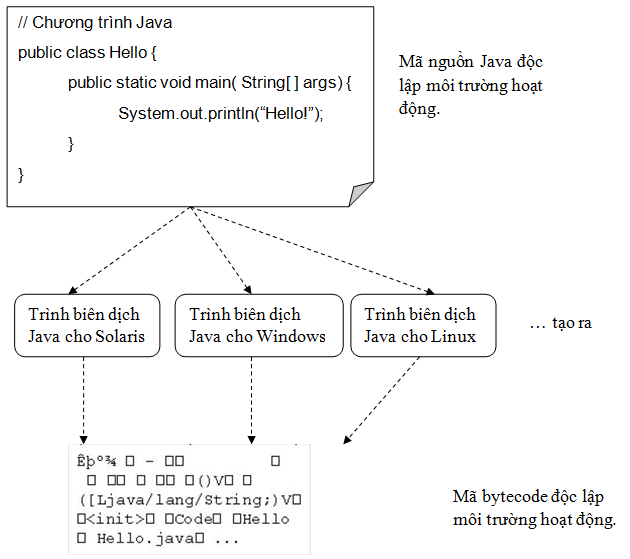 // Chương trình Java
public class Hello {
public static void main( String[ ] args) {
System.out.println(“Hello!”);
}
}
Mã nguồn Java độc
lập môi trường hoạt
động.
Trình biên dịch
Java cho Solaris
Trình biên dịch
Java cho Windows
Trình biên dịch
Java cho Linux
… tạo ra
Êþº¾ □ – □□ □
□ □□ □ □□ □ ()V□ □
([Ljava/lang/String;)V□
□<init>□ □Code□ □Hello
□ Hello.java□ ...
Mã bytecode độc lập
môi trường hoạt động.